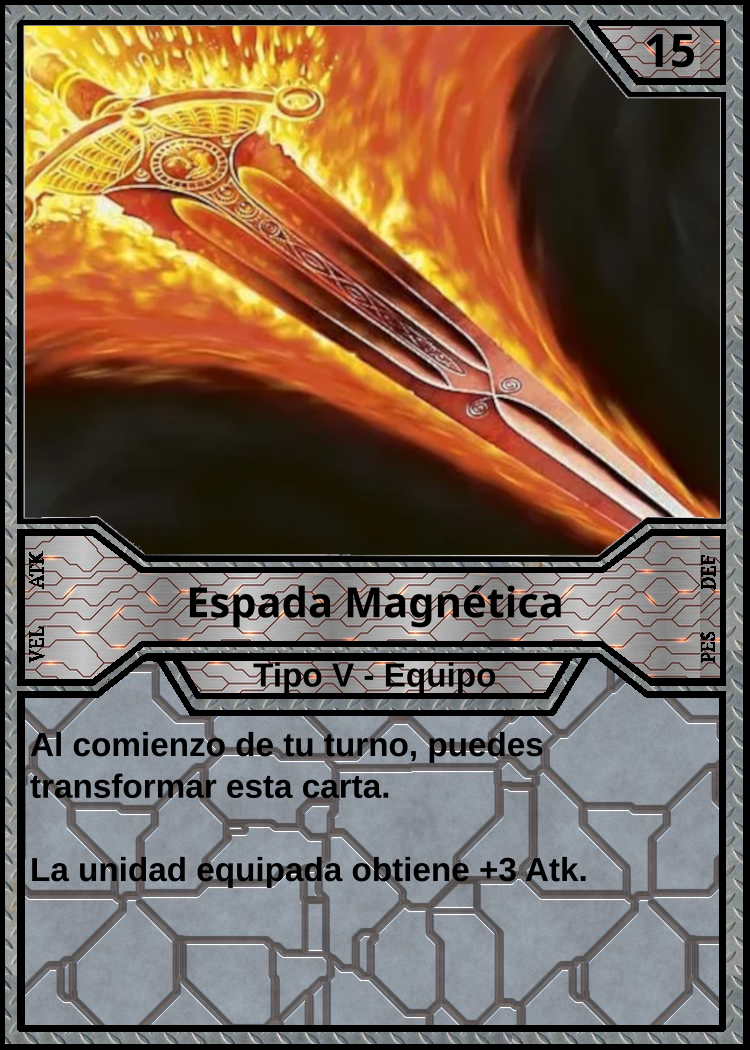 15
ATK
DEF
Espada Magnética
VEL
PES
Tipo V - Equipo
Al comienzo de tu turno, puedes
transformar esta carta.
La unidad equipada obtiene +3 Atk.